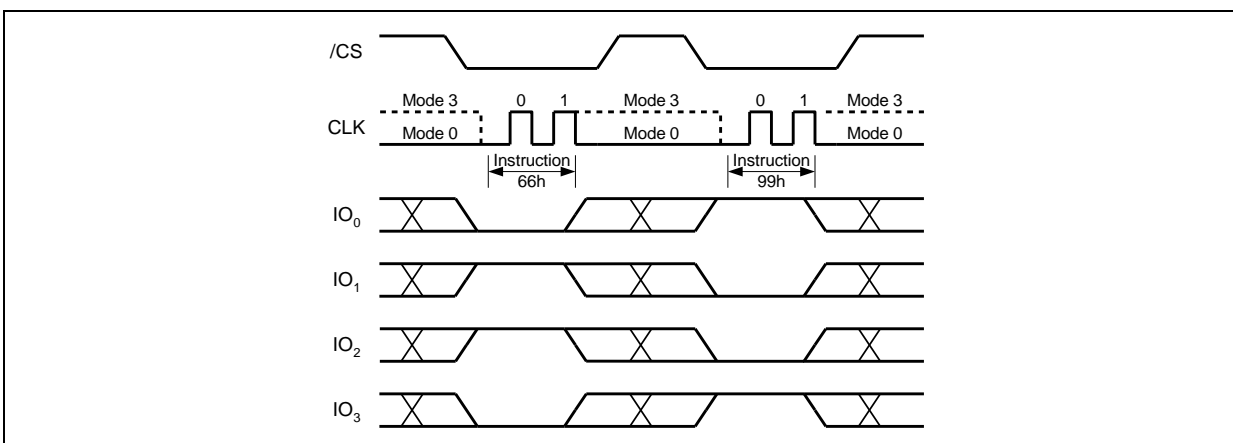 /CS
Mode 3 0 1 Mode 3 0 1 Mode 3
CLK
Mode 0 Mode 0 Mode 0
Instruction Instruction
66h 99h
IO0
IO1
IO2
IO3